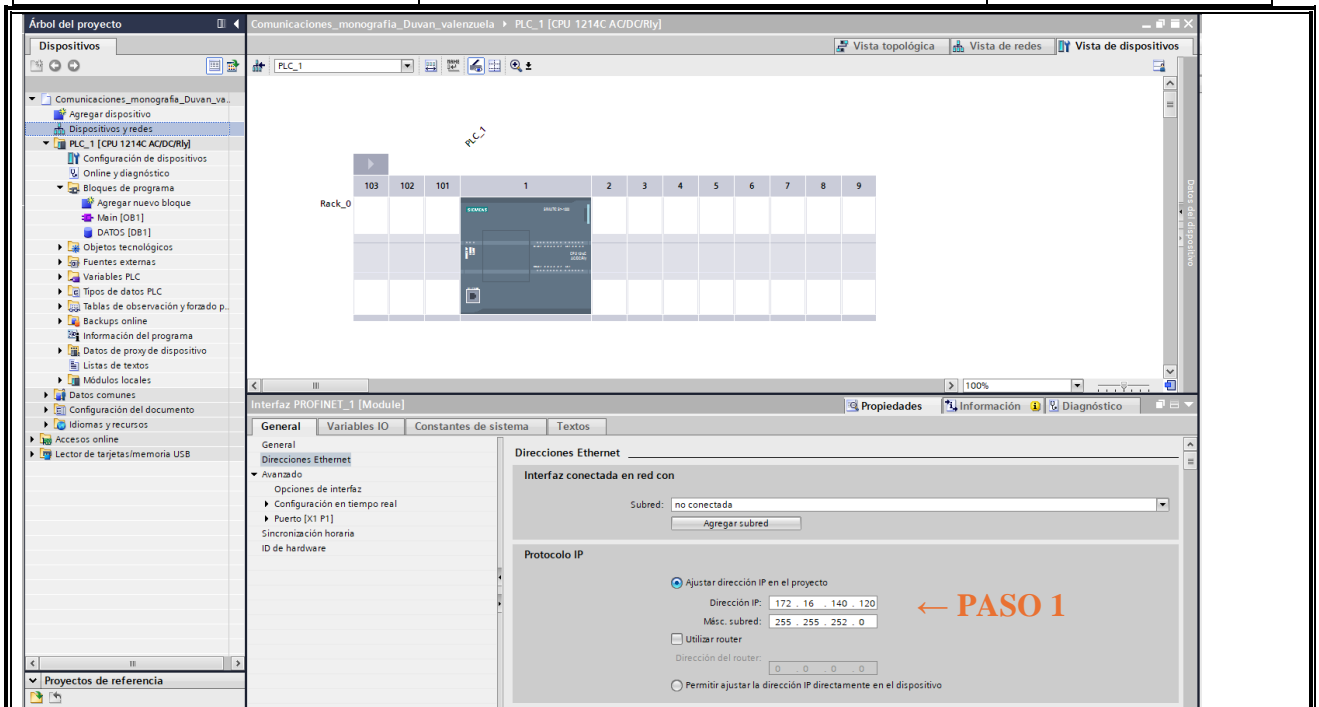 Árbol del proyecto
Comunicaciones_monografia_Duvan_valenzuela ▸ PLC_1 [CPU 1214C AC/DC/Rly]
Dispositivos
Vista topológica
Vista de redes
Vista de dispositivos
PLC_1
Comunicaciones_monografia_Duvan_va..
Agregar dispositivo
Dispositivos y redes
PLC_1 [CPU 1214C AC/DC/Rly]
Configuración de dispositivos
Online y diagnóstico
Bloques de programa
Agregar nuevo bloque
Main [OB1]
DATOS [DB1]
Objetos tecnológicos
Fuentes externas
Variables PLC
Tipos de datos PLC
Tablas de observación y forzado p..
Backups online
Información del programa
Datos de proxy de dispositivo
Listas de textos
Módulos locales
Datos comunes
Configuración del documento
Idiomas y recursos
Accesos online
Lector de tarjetas/memoria USB
Proyectos de referencia
PLC_1
103 102 101 1 2 3 4 5 6 7 8 9
Rack_0
SIEMENS
Datos del dispositivo
100%
Interfaz PROFINET_1 [Module]
Propiedades
Información
Diagnóstico
General
Variables IO
Constantes de sistema
Textos
General
Direcciones Ethernet
Avanzado
Opciones de interfaz
Configuración en tiempo real
Puerto [X1 P1]
Sincronización horaria
ID de hardware
Direcciones Ethernet
Interfaz conectada en red con
Subred: no conectada
Agregar subred
Protocolo IP
Ajustar dirección IP en el proyecto
Dirección IP: 172 . 16 . 140 . 120
← PASO 1
Másc. subred: 255 . 255 . 252 . 0
Utilizar router
Dirección del router: 0 . 0 . 0 . 0
Permitir ajustar la dirección IP directamente en el dispositivo